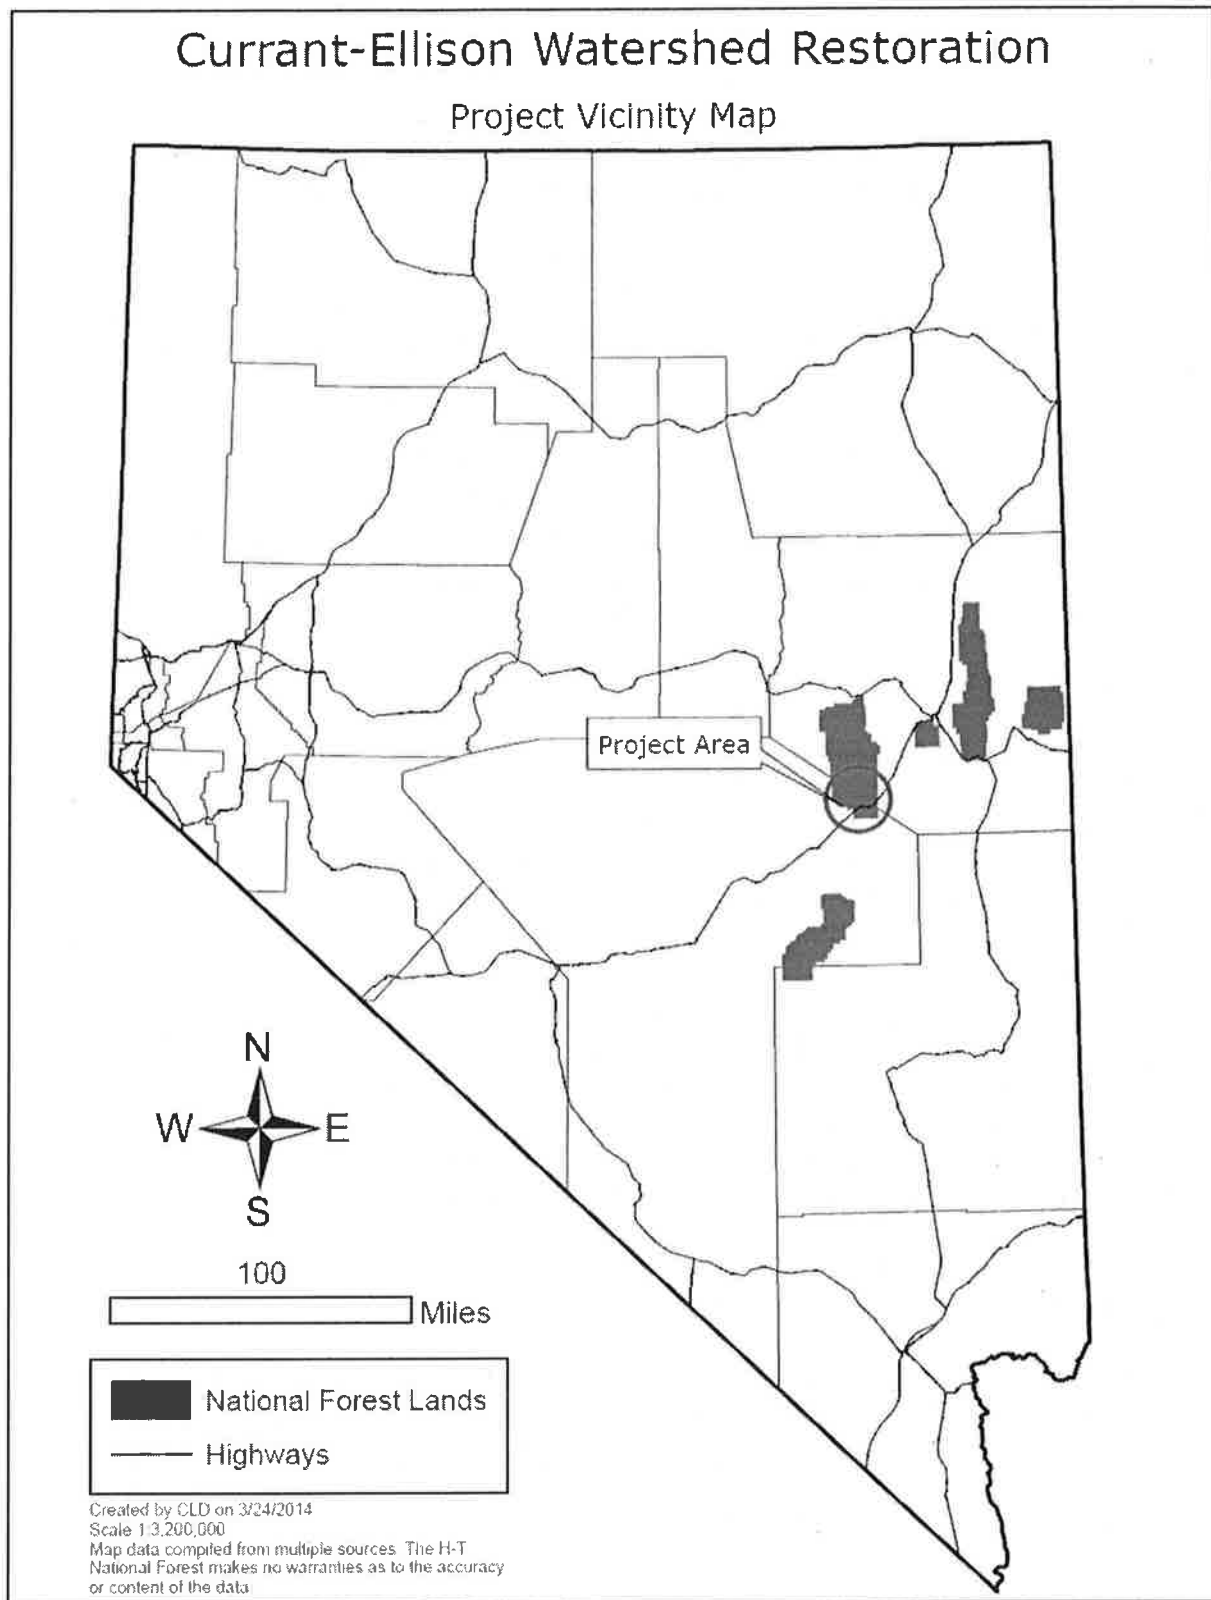 Currant-Ellison Watershed Restoration
Project Vicinity Map
Project Area
N
W
E
S
100
Miles
National Forest Lands
Highways
Created by CLD on 3/24/2014
Scale 1:3,200,000
Map data compiled from multiple sources. The H-T
National Forest makes no warranties as to the accuracy
or content of the data